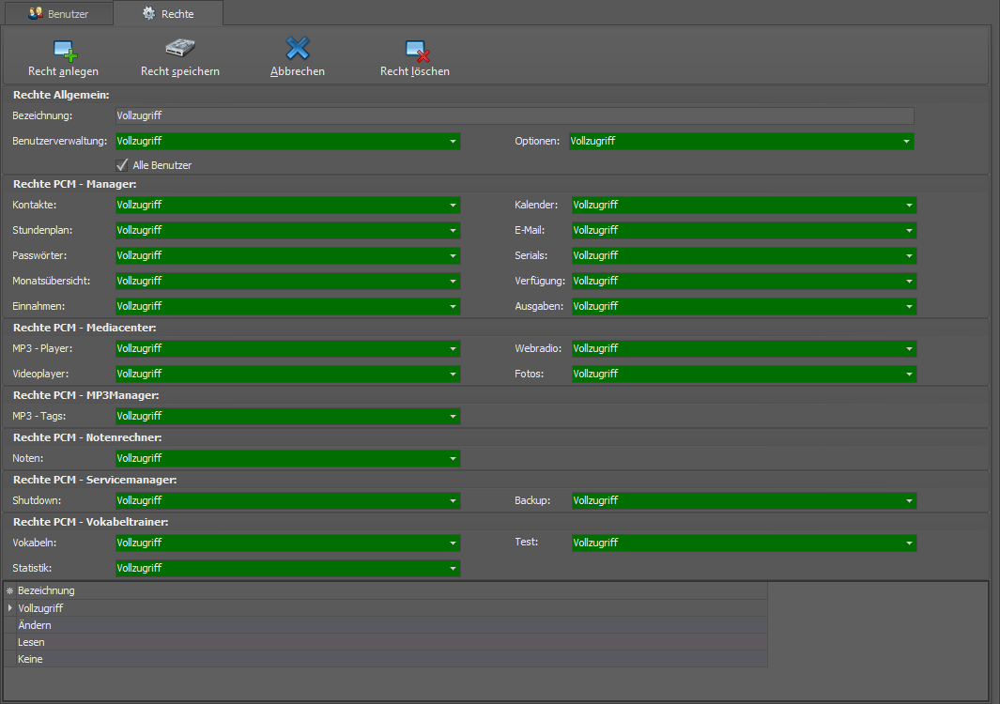 Benutzer Rechte
Recht anlegen Recht speichern Abbrechen Recht löschen
Rechte Allgemein:
Bezeichnung: Vollzugriff
Benutzerverwaltung: Vollzugriff Optionen: Vollzugriff
Alle Benutzer
Rechte PCM - Manager:
Kontakte: Vollzugriff Kalender: Vollzugriff
Stundenplan: Vollzugriff E-Mail: Vollzugriff
Passwörter: Vollzugriff Serials: Vollzugriff
Monatsübersicht: Vollzugriff Verfügung: Vollzugriff
Einnahmen: Vollzugriff Ausgaben: Vollzugriff
Rechte PCM - Mediacenter:
MP3 - Player: Vollzugriff Webradio: Vollzugriff
Videoplayer: Vollzugriff Fotos: Vollzugriff
Rechte PCM - MP3Manager:
MP3 - Tags: Vollzugriff
Rechte PCM - Notenrechner:
Noten: Vollzugriff
Rechte PCM - Servicemanager:
Shutdown: Vollzugriff Backup: Vollzugriff
Rechte PCM - Vokabeltrainer:
Vokabeln: Vollzugriff Test: Vollzugriff
Statistik: Vollzugriff
Bezeichnung
Vollzugriff
Ändern
Lesen
Keine